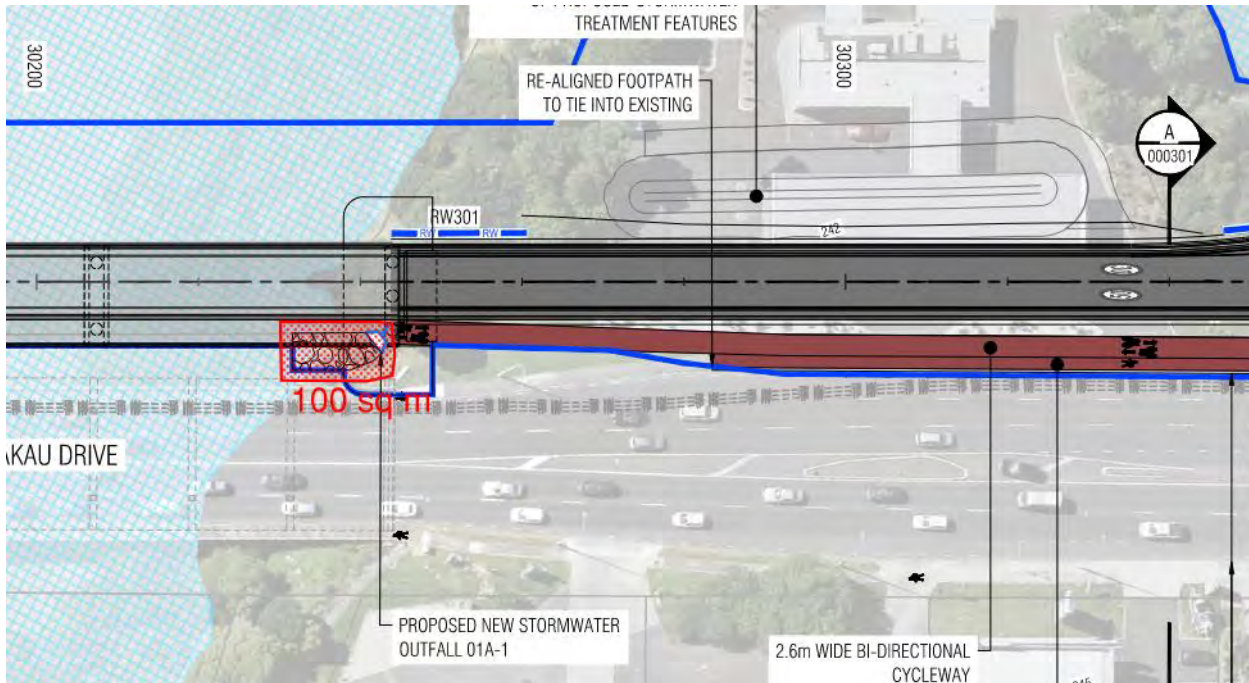 TREATMENT FEATURES
30200
30300
RE-ALIGNED FOOTPATH
TO TIE INTO EXISTING
A
000301
RW301
RW RW
242
100 sq m
AKAU DRIVE
PROPOSED NEW STORMWATER
OUTFALL 01A-1
2.6m WIDE BI-DIRECTIONAL
CYCLEWAY